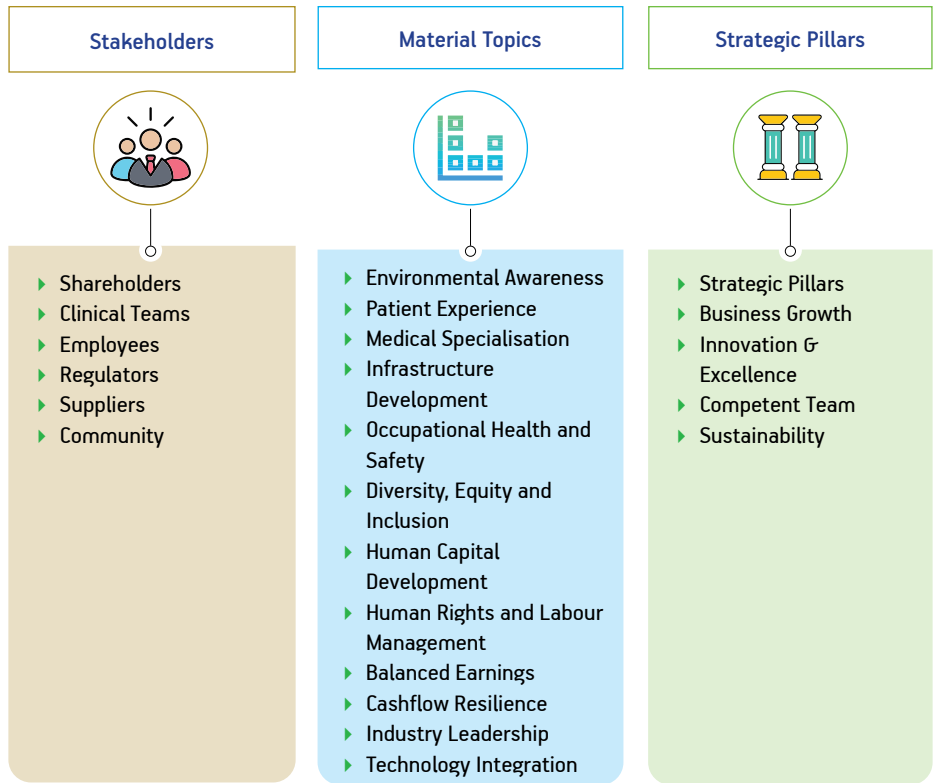 Stakeholders
Material Topics
Strategic Pillars
Shareholders
Clinical Teams
Employees
Regulators
Suppliers
Community
Environmental Awareness
Patient Experience
Medical Specialisation
Infrastructure
Development
Occupational Health and
Safety
Diversity, Equity and
Inclusion
Human Capital
Development
Human Rights and Labour
Management
Balanced Earnings
Cashflow Resilience
Industry Leadership
Technology Integration
Strategic Pillars
Business Growth
Innovation &
Excellence
Competent Team
Sustainability